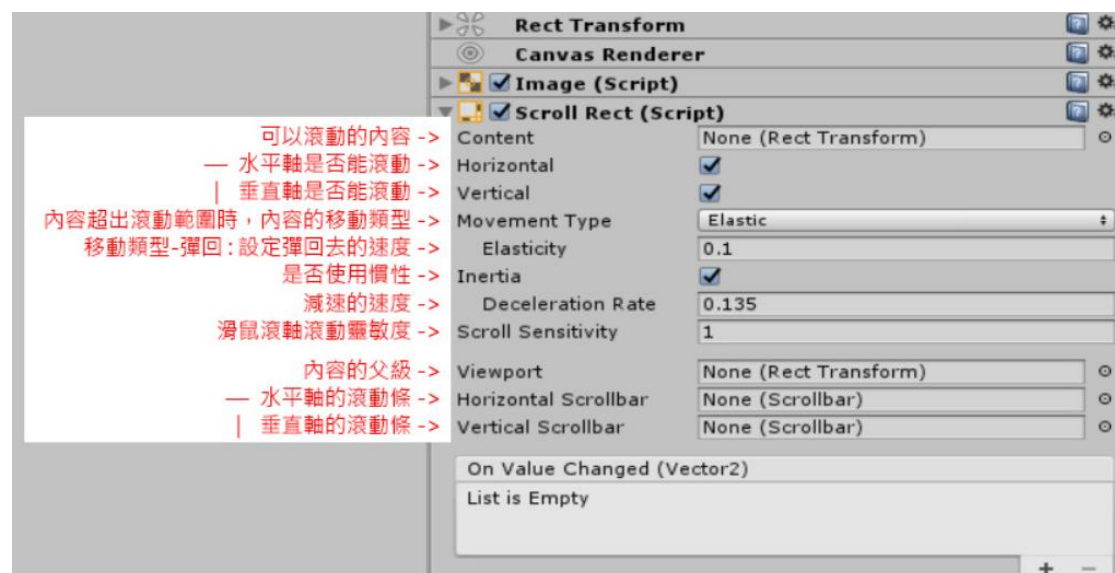 Rect Transform
Canvas Renderer
Image (Script)
Scroll Rect (Script)
可以滾動的內容 -> Content None (Rect Transform)
— 水平軸是否能滾動 -> Horizontal
| 垂直軸是否能滾動 -> Vertical
內容超出滾動範圍時，內容的移動類型 -> Movement Type Elastic
移動類型-彈回 : 設定彈回去的速度 -> Elasticity 0.1
是否使用慣性 -> Inertia
減速的速度 -> Deceleration Rate 0.135
滑鼠滾軸滾動靈敏度 -> Scroll Sensitivity 1
內容的父級 -> Viewport None (Rect Transform)
— 水平軸的滾動條 -> Horizontal Scrollbar None (Scrollbar)
| 垂直軸的滾動條 -> Vertical Scrollbar None (Scrollbar)
On Value Changed (Vector2)
List is Empty